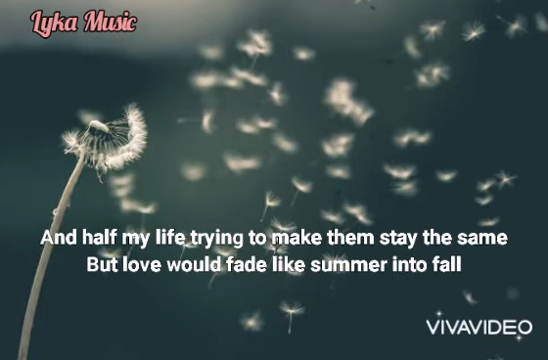 Lyka Music
And half my life trying to make them stay the same
But love would fade like summer into fall
VIVAVIDEO